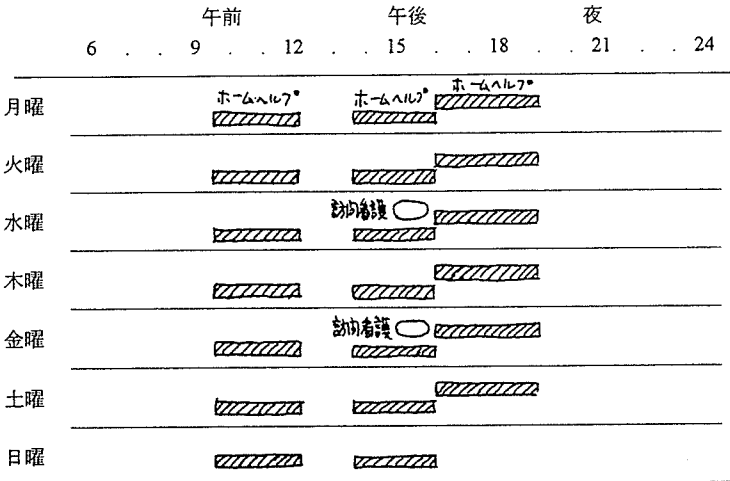 午前 午後 夜
6 . . 9 . . 12 . . 15 . . 18 . . 21 . . 24
月曜 ホームヘルプ ホームヘルプ ホームヘルプ
火曜
水曜 訪問看護
木曜
金曜 訪問看護
土曜
日曜